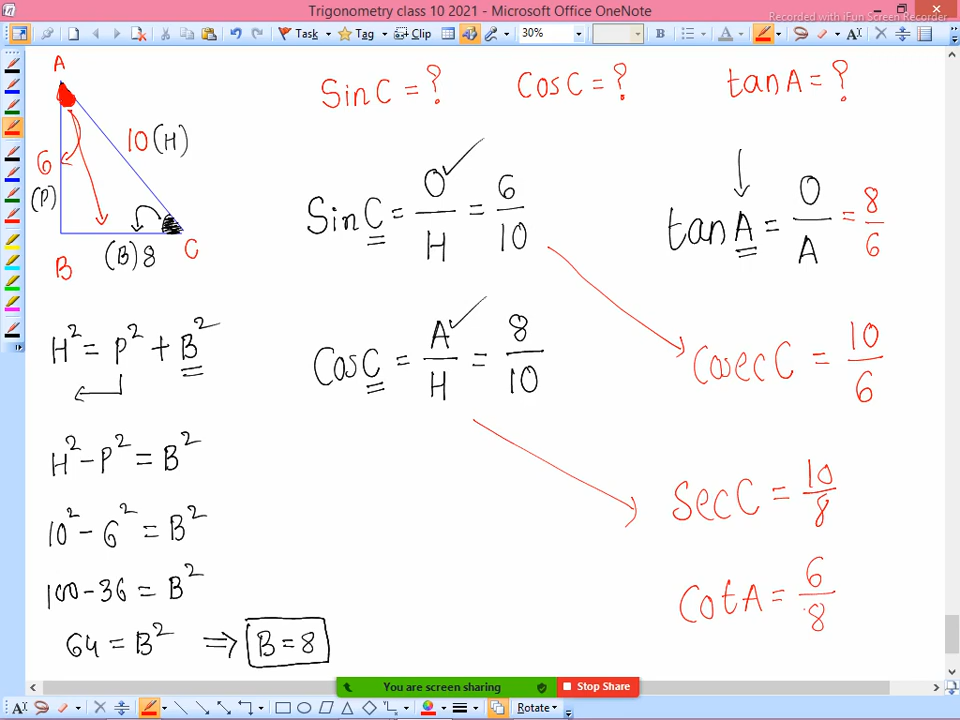 Trigonometry class 10 2021 - Microsoft Office OneNote
Recorded with iFun Screen Recorder
Task
Tag
Clip
30%
B
A
A
6
(P)
10 (H)
B
(B) 8
C
H² = P² + B²
H² - P² = B²
10² - 6² = B²
100 - 36 = B²
64 = B² ⇒ B = 8
Sin C = ?
Cos C = ?
tan A = ?
Sin C = O/H = 6/10
tan A = O/A = 8/6
Cos C = A/H = 8/10
Cosec C = 10/6
Sec C = 10/8
Cot A = 6/8
You are screen sharing
Stop Share
A
Rotate